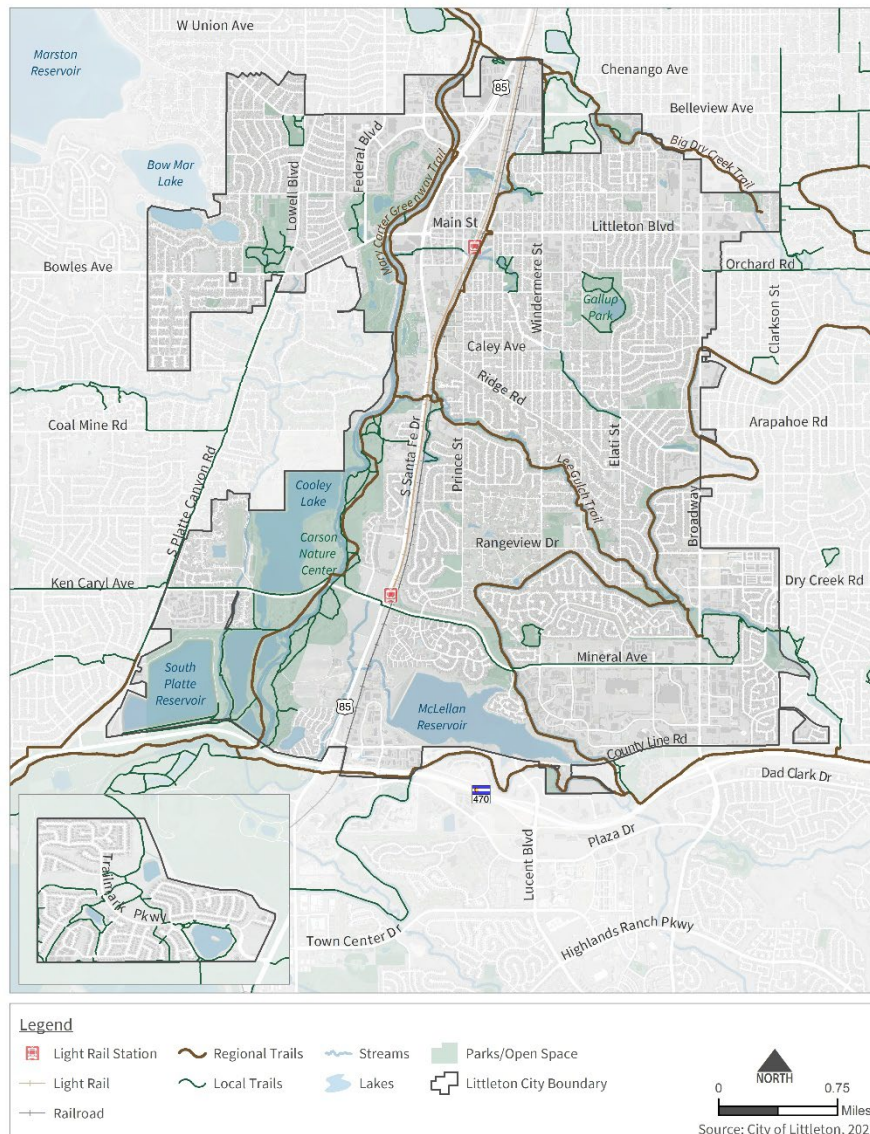 W Union Ave
Marston
Reservoir
Chenango Ave
85
Belleview Ave
Big Dry Creek Trail
Bow Mar
Lake
Lowell Blvd
Federal Blvd
Mary Carter Greenway Trail
Main St
Littleton Blvd
Bowles Ave
Orchard Rd
Windermere St
Gallup
Park
Clarkson St
Caley Ave
Ridge Rd
Coal Mine Rd
Arapahoe Rd
S Platte Canyon Rd
S Santa Fe Dr
Prince St
Elati St
Lee Gulch Trail
Broadway
Cooley
Lake
Carson
Nature
Center
Rangeview Dr
Ken Caryl Ave
Dry Creek Rd
Mineral Ave
South
Platte
Reservoir
85
McLellan
Reservoir
County Line Rd
Dad Clark Dr
470
Plaza Dr
Lucent Blvd
Trailmark Pkwy
Town Center Dr
Highlands Ranch Pkwy
Legend
Light Rail Station
Regional Trails
Streams
Parks/Open Space
Light Rail
Local Trails
Lakes
Littleton City Boundary
Railroad
NORTH
0 0.75
Miles
Source: City of Littleton, 202